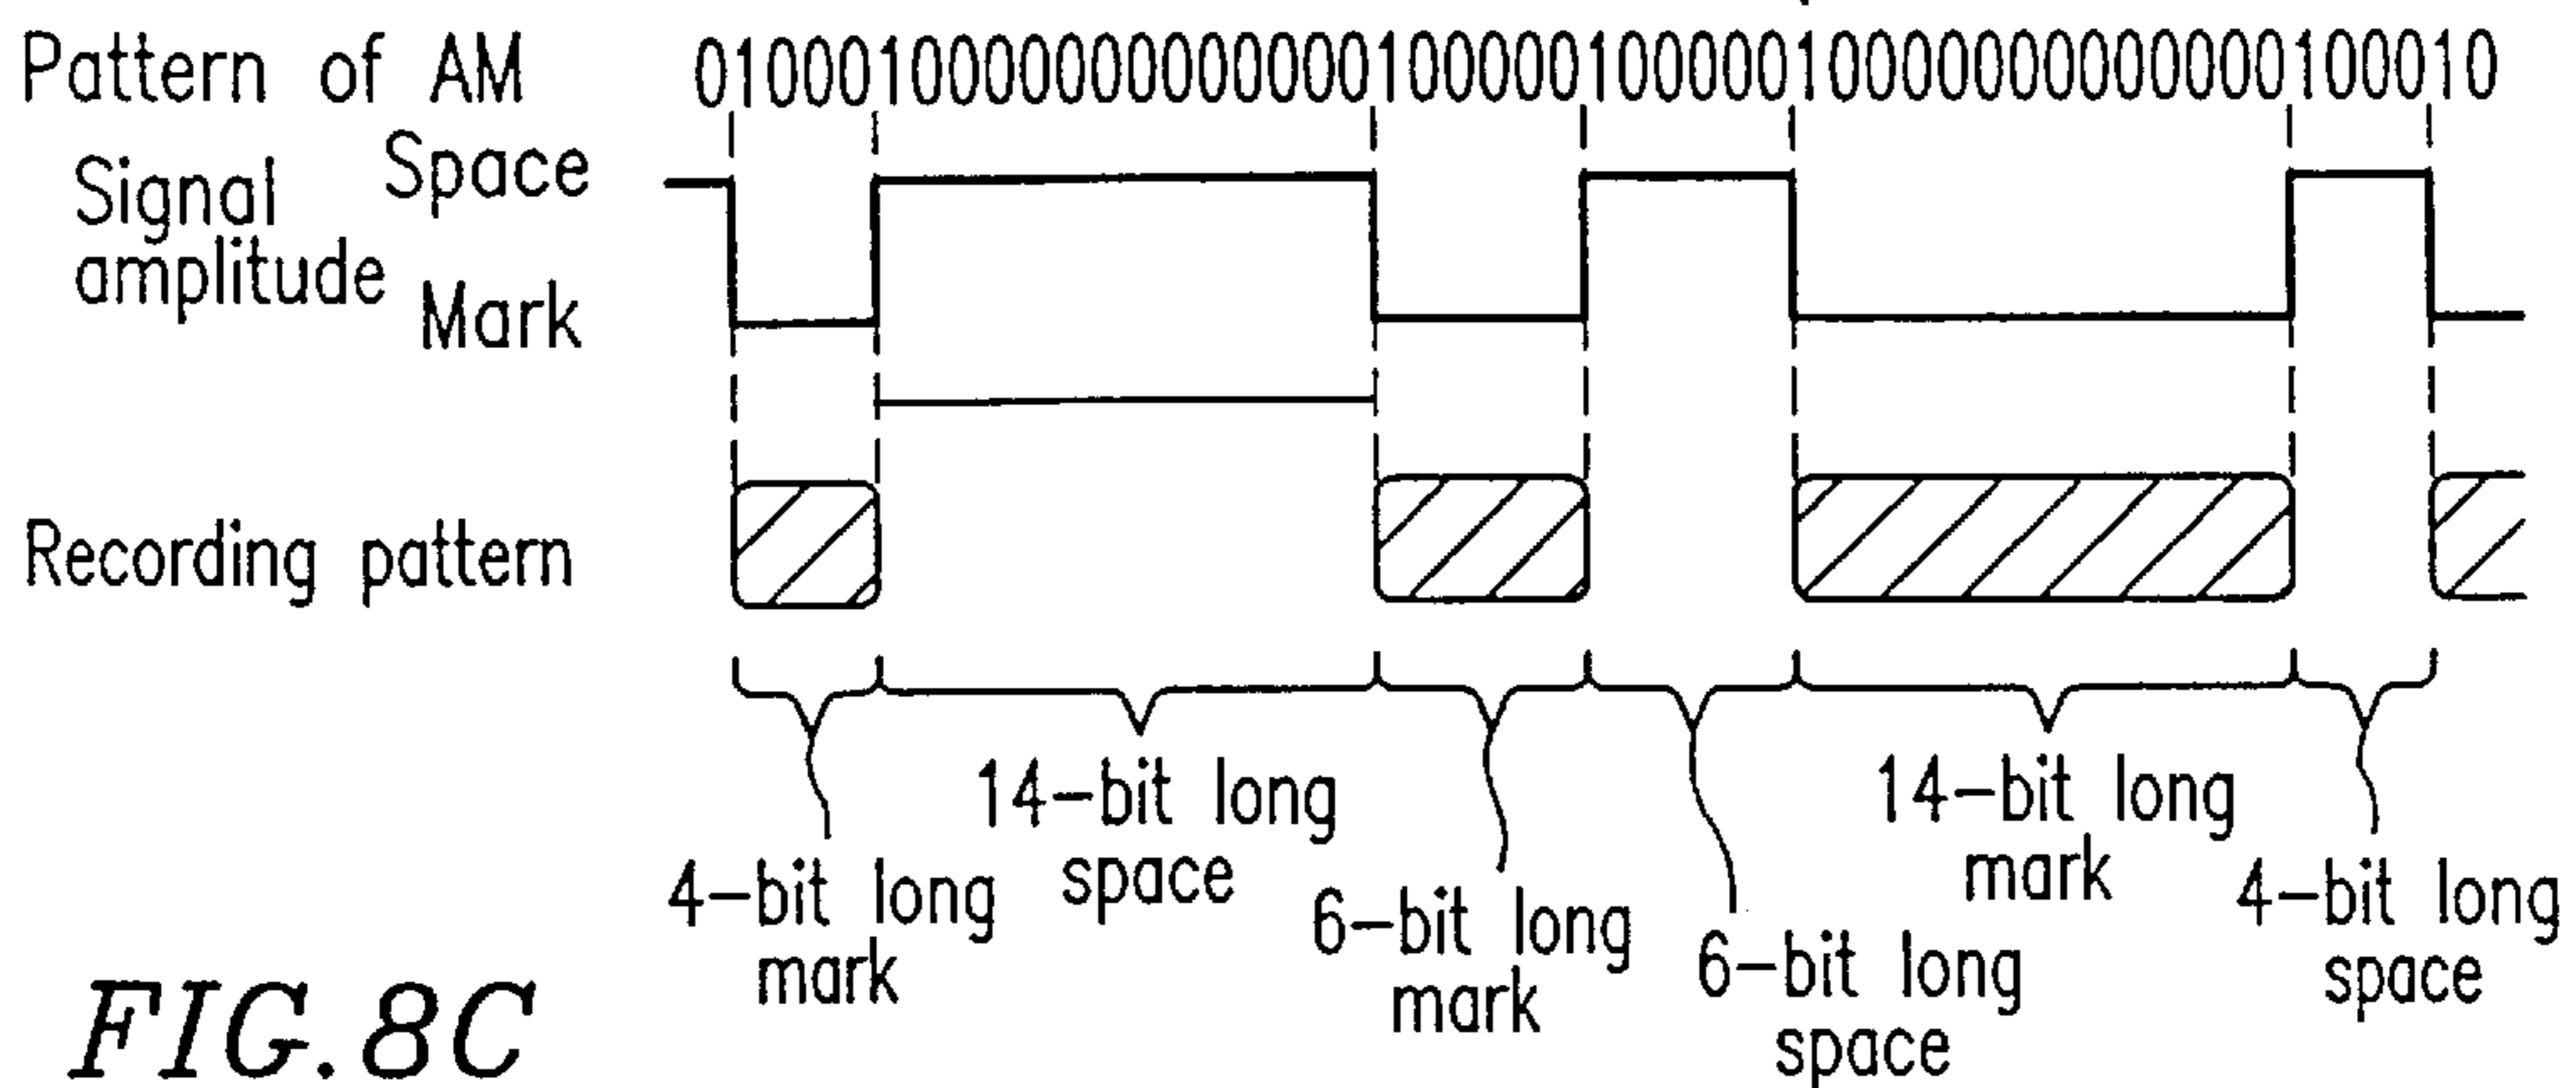 Pattern of AM 010001000000000000010000010000010000000000000100010
Signal
amplitude
Space
Mark
Recording pattern
4-bit long
mark
14-bit long
space
6-bit long
mark
6-bit long
space
14-bit long
mark
4-bit long
space
FIG.8C